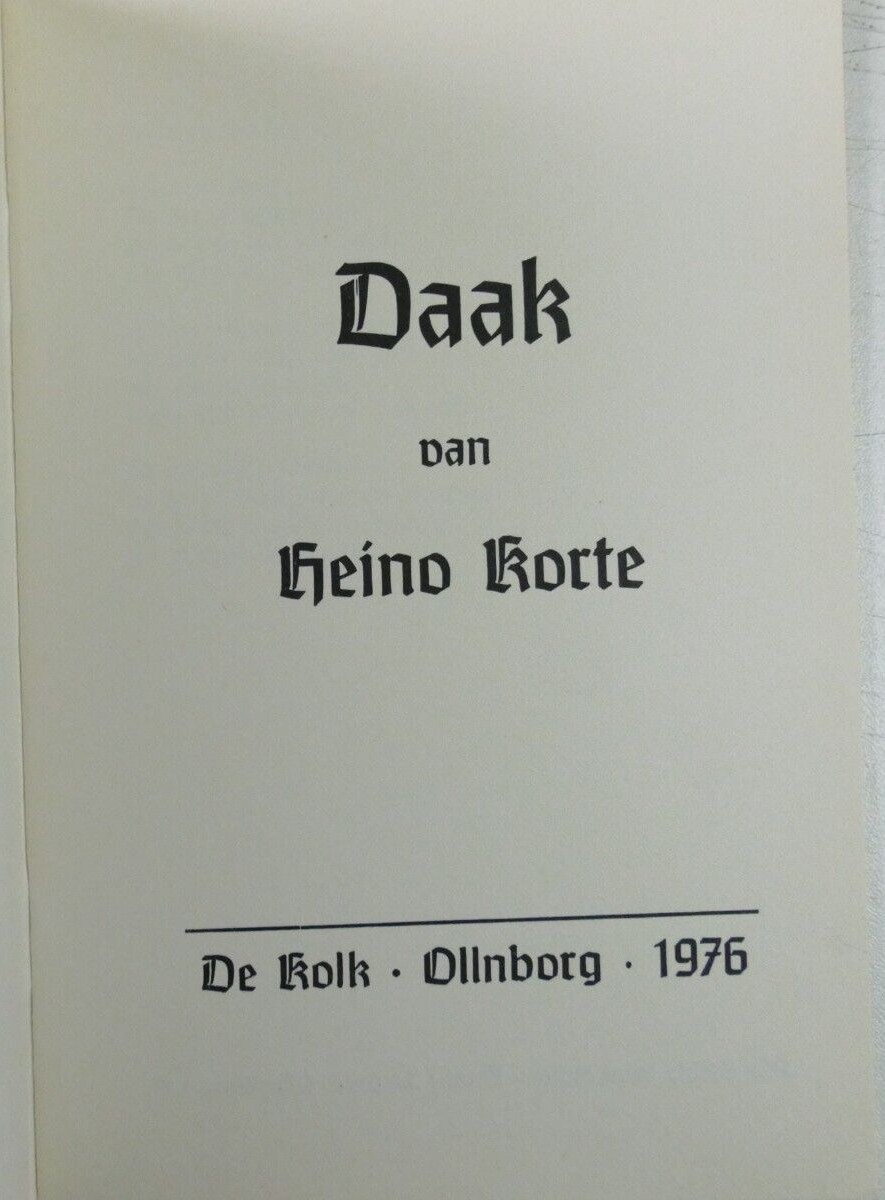 Daak
van
Heino Korte
De Kolk · Ollnborg · 1976